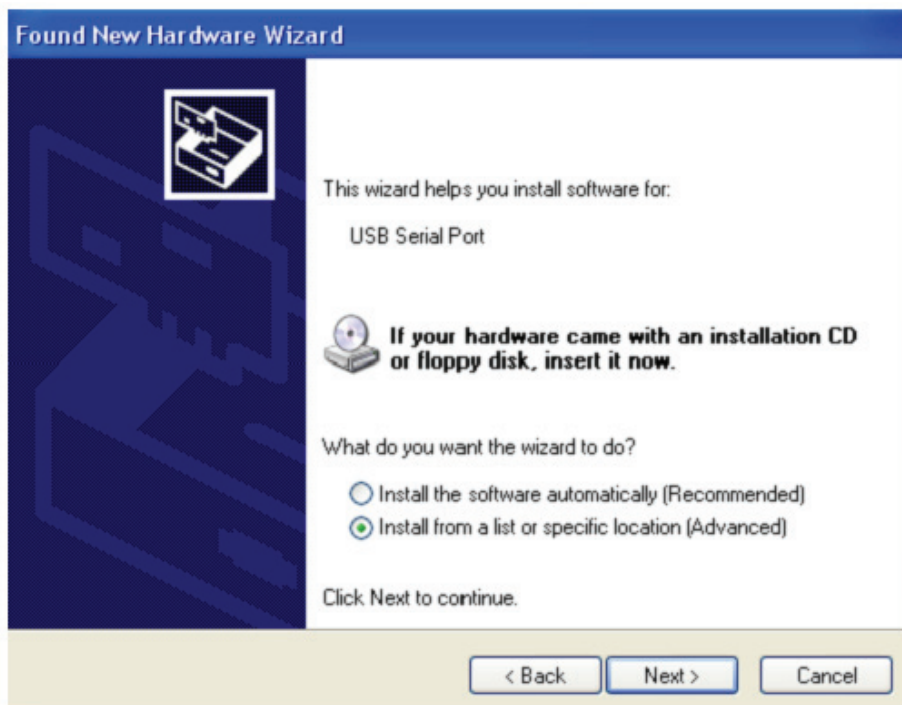 Found New Hardware Wizard
This wizard helps you install software for:
USB Serial Port
If your hardware came with an installation CD
or floppy disk, insert it now.
What do you want the wizard to do?
Install the software automatically (Recommended)
Install from a list or specific location (Advanced)
Click Next to continue.
< Back
Next >
Cancel